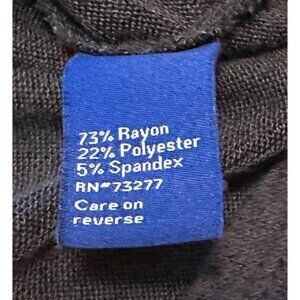 73% Rayon
22% Polyester
5% Spandex
RN#73277
Care on
reverse